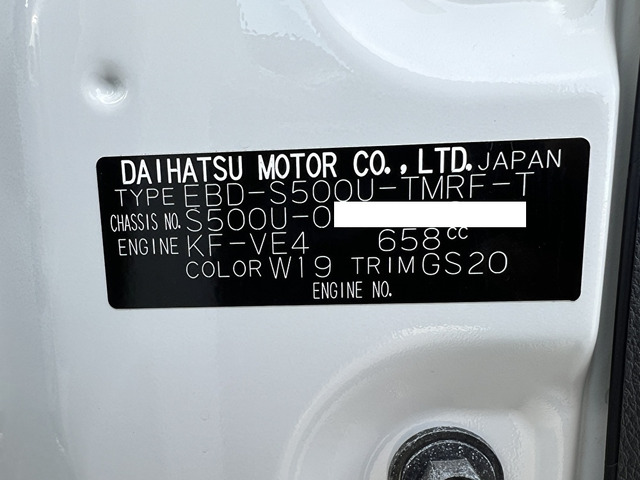 DAIHATSU MOTOR CO.,LTD. JAPAN
TYPE EBD-S500U-TMRF-T
CHASSIS NO. S500U-0
ENGINE KF-VE4 658cc
COLOR W19 TRIM GS20
ENGINE NO.